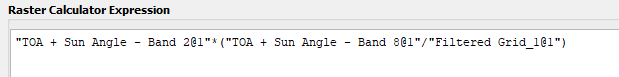 Raster Calculator Expression
"TOA + Sun Angle - Band 2@1"*("TOA + Sun Angle - Band 8@1"/"Filtered Grid_1@1")